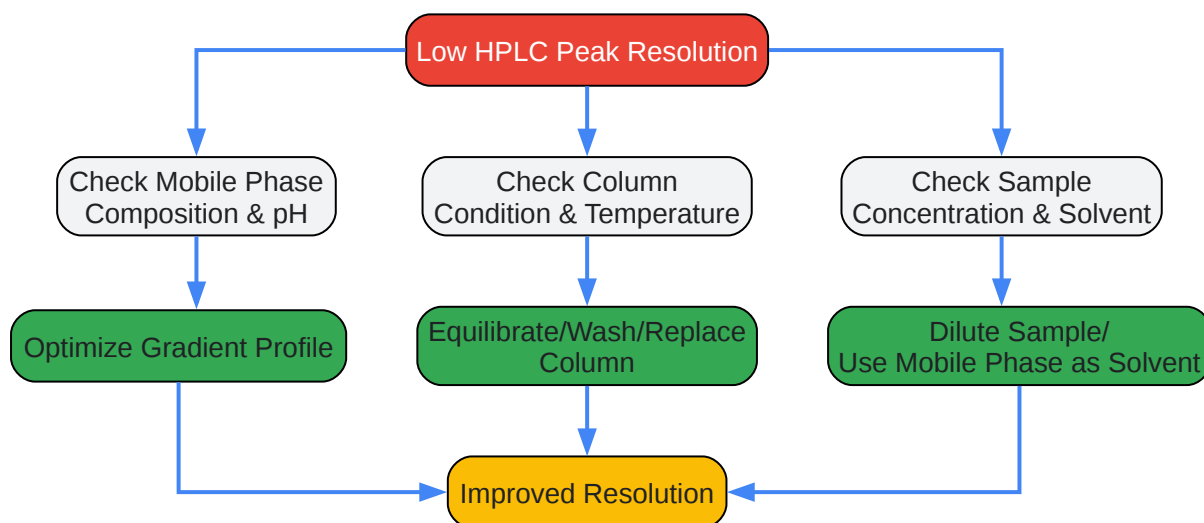 Low HPLC Peak Resolution
Check Mobile Phase
Composition & pH
Check Column
Condition & Temperature
Check Sample
Concentration & Solvent
Optimize Gradient Profile
Equilibrate/Wash/Replace
Column
Dilute Sample/
Use Mobile Phase as Solvent
Improved Resolution